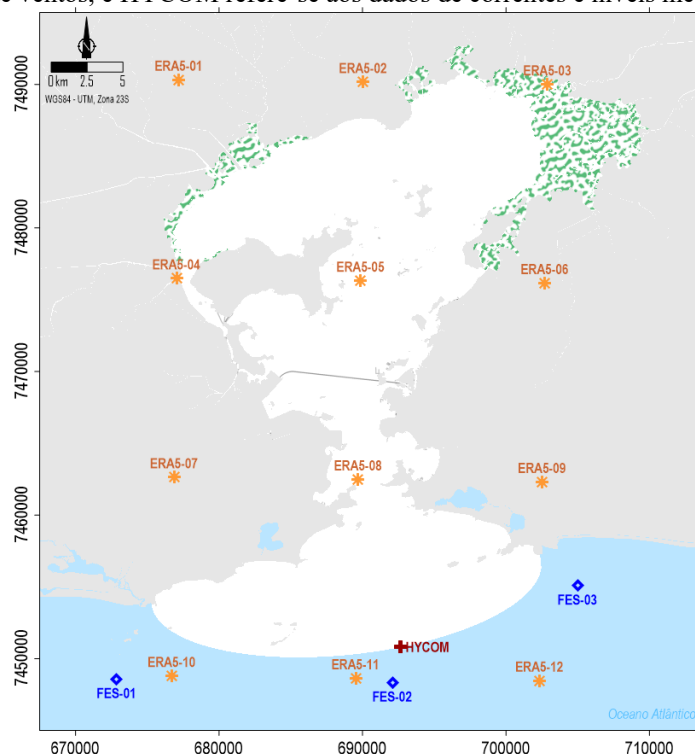 e ventos, e HYCOM refere-se aos dados de correntes e níveis
N
0 km 2.5 5
WGS84 - UTM, Zona 23S
ERA5-01
ERA5-02
ERA5-03
ERA5-04
ERA5-05
ERA5-06
ERA5-07
ERA5-08
ERA5-09
FES-03
HYCOM
ERA5-10
ERA5-11
ERA5-12
FES-01
FES-02
Oceano Atlântico
7490000
7480000
7470000
7460000
7450000
670000
680000
690000
700000
710000